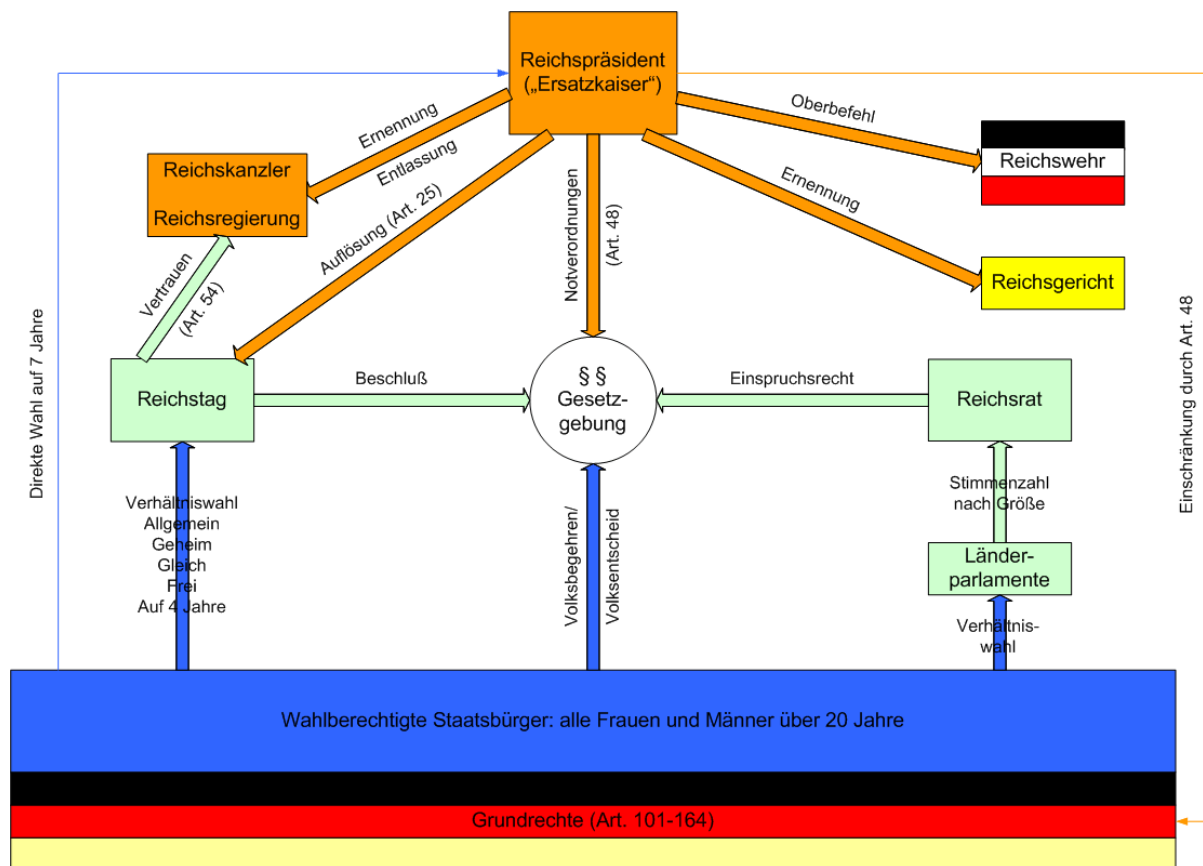 Reichspräsident
(„Ersatzkaiser“)
Ernennung
Entlassung
Oberbefehl
Reichswehr
Reichskanzler
Reichsregierung
Auflösung (Art. 25)
Notverordnungen
(Art. 48)
Ernennung
Reichsgericht
Vertrauen
(Art. 54)
Direkte Wahl auf 7 Jahre
Einschränkung durch Art. 48
Reichstag
Beschluß
§ §
Gesetz-
gebung
Einspruchsrecht
Reichsrat
Verhältniswahl
Allgemein
Geheim
Gleich
Frei
Auf 4 Jahre
Volksbegehren/
Volksentscheid
Stimmenzahl
nach Größe
Länder-
parlamente
Verhältnis-
wahl
Wahlberechtigte Staatsbürger: alle Frauen und Männer über 20 Jahre
Grundrechte (Art. 101-164)